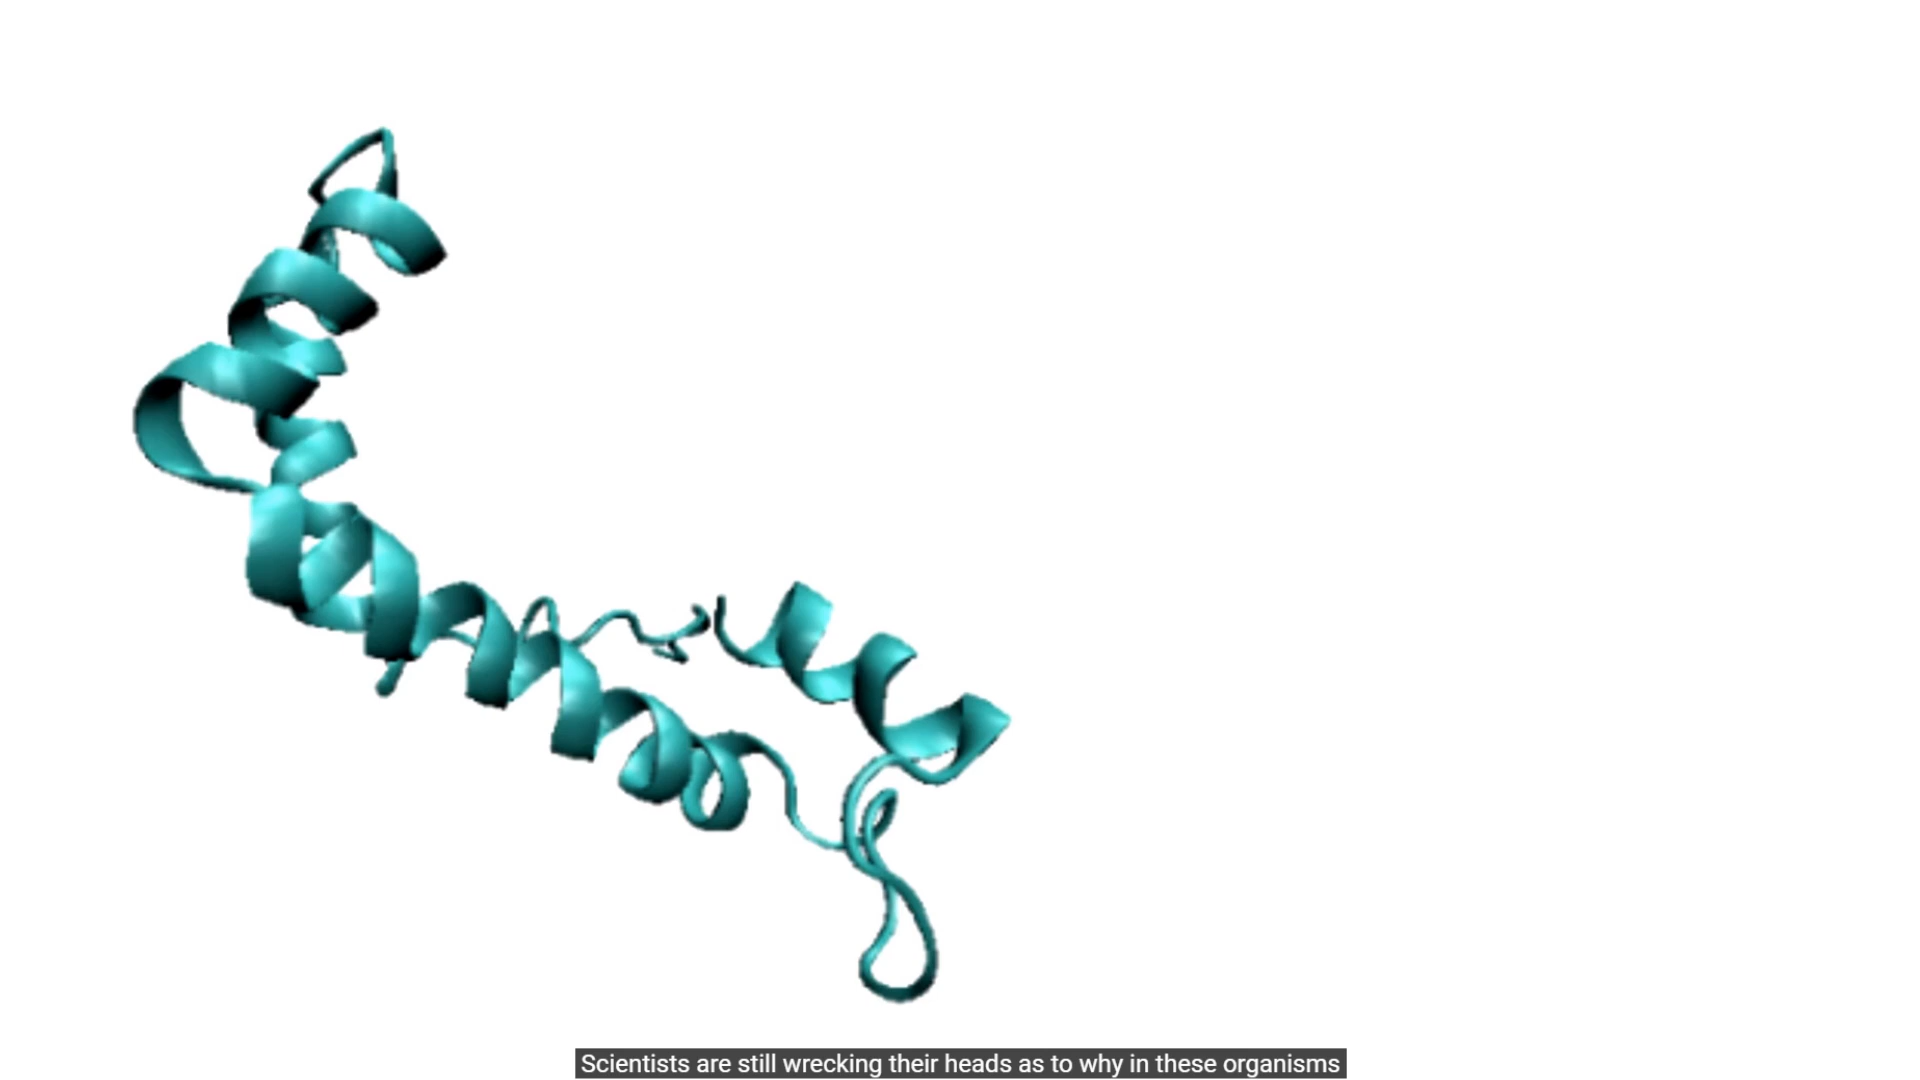 Scientists are still wrecking their heads as to why in these organisms